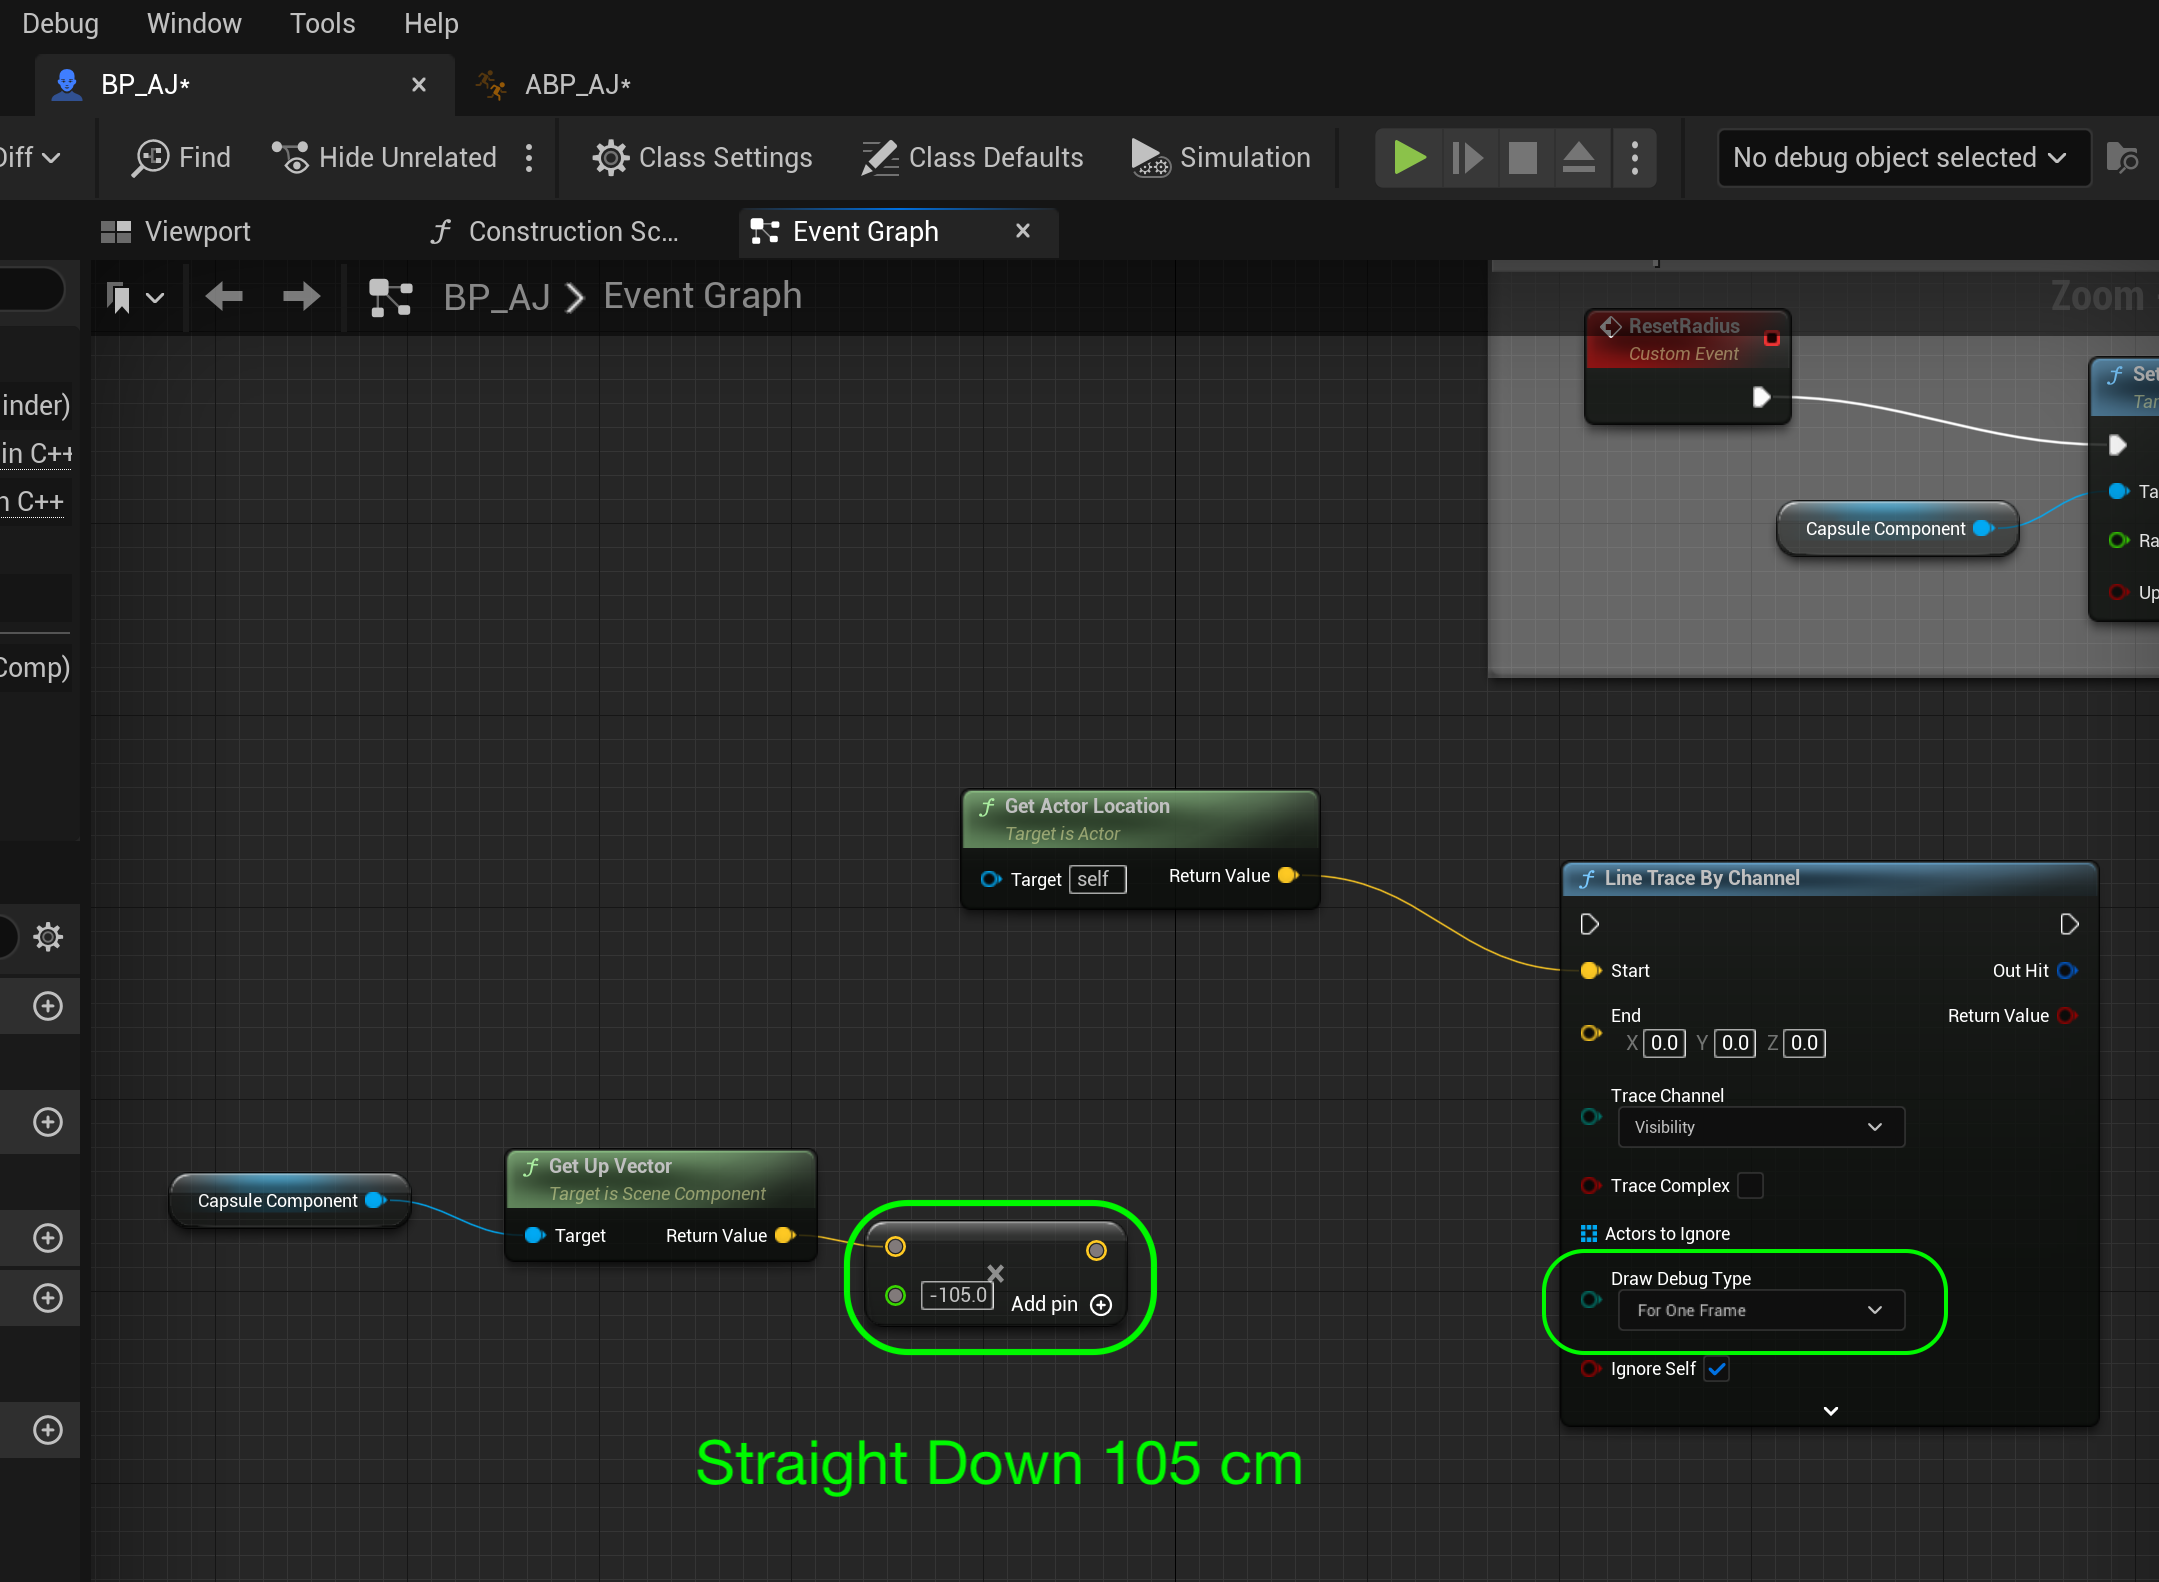 Debug Window Tools Help
BP_AJ* ABP_AJ*
Diff Find Hide Unrelated Class Settings Class Defaults Simulation No debug object selected
Viewport Construction Sc... Event Graph
BP_AJ > Event Graph
Zoom
ResetRadius
Custom Event
inder)
in C++
n C++
Comp)
Set
Tar
Ta
Ra
Up
Capsule Component
Get Actor Location
Target is Actor
Target self Return Value
Line Trace By Channel
Start Out Hit
End Return Value
X 0.0 Y 0.0 Z 0.0
Trace Channel
Visibility
Trace Complex
Actors to Ignore
Draw Debug Type
For One Frame
Ignore Self
Capsule Component
Get Up Vector
Target is Scene Component
Target Return Value
×
-105.0 Add pin
Straight Down 105 cm